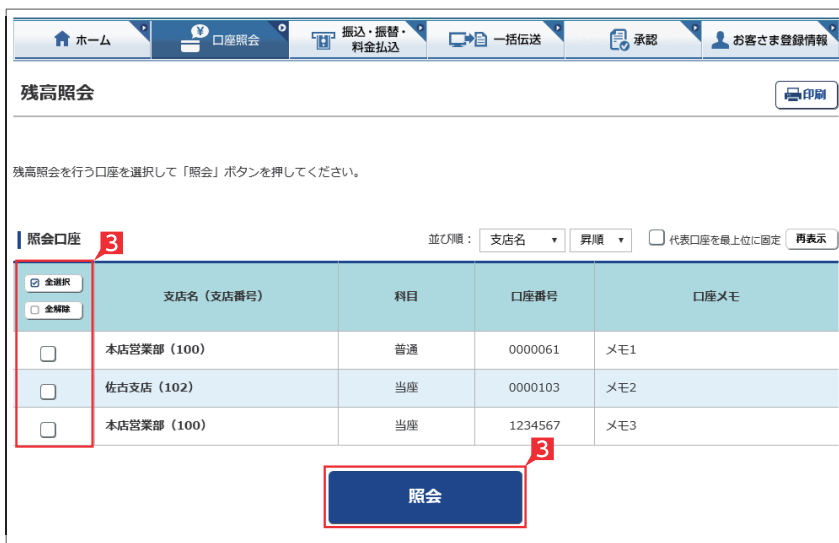 ホーム 口座照会 振込・振替・料金払込 一括伝送 承認 お客さま登録情報
残高照会 印刷
残高照会を行う口座を選択して「照会」ボタンを押してください。
照会口座 3 並び順： 支店名 ▼ 昇順 ▼ 代表口座を最上位に固定 再表示
全選択
全解除
支店名（支店番号） 科目 口座番号 口座メモ
本店営業部（100） 普通 0000061 メモ1
佐古支店（102） 当座 0000103 メモ2
本店営業部（100） 当座 1234567 メモ3
3
照会